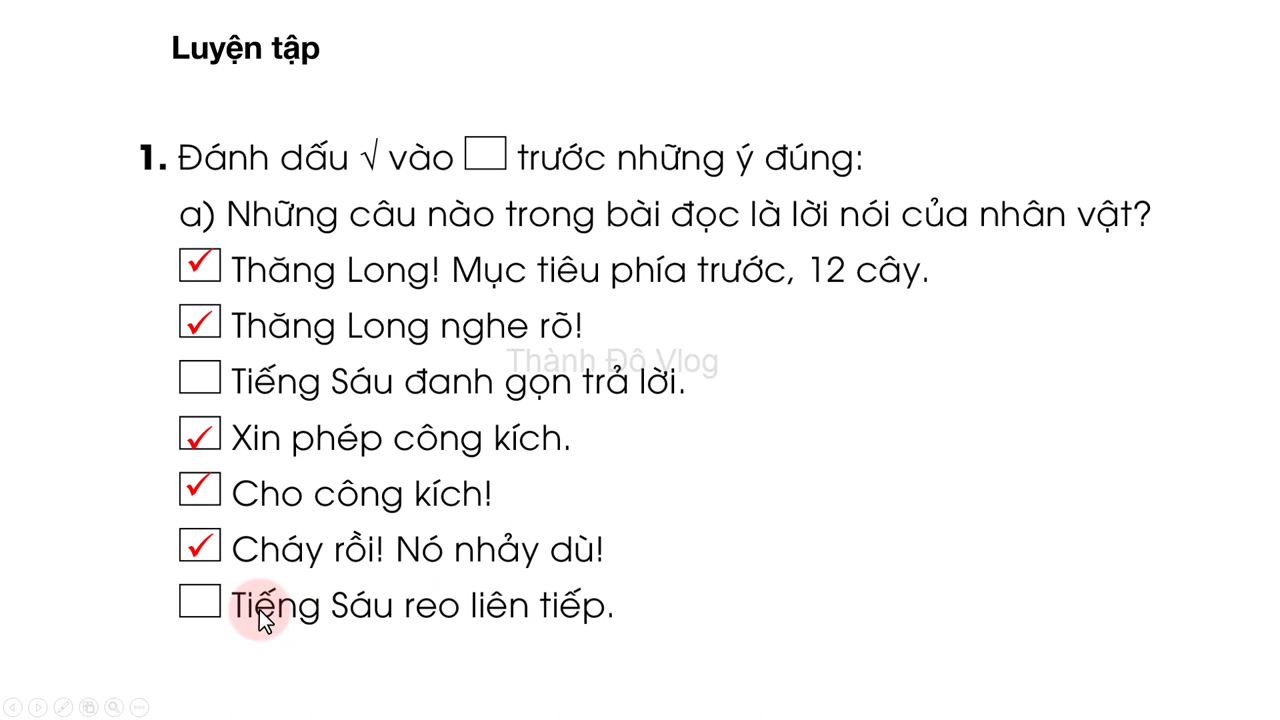 Luyện tập
1. Đánh dấu √ vào □ trước những ý đúng:
a) Những câu nào trong bài đọc là lời nói của nhân vật?
Thăng Long! Mục tiêu phía trước, 12 cây.
Thăng Long nghe rõ!
Thành Đô Vlog
Tiếng Sáu đanh gọn trả lời.
Xin phép công kích.
Cho công kích!
Cháy rồi! Nó nhảy dù!
Tiếng Sáu reo liên tiếp.